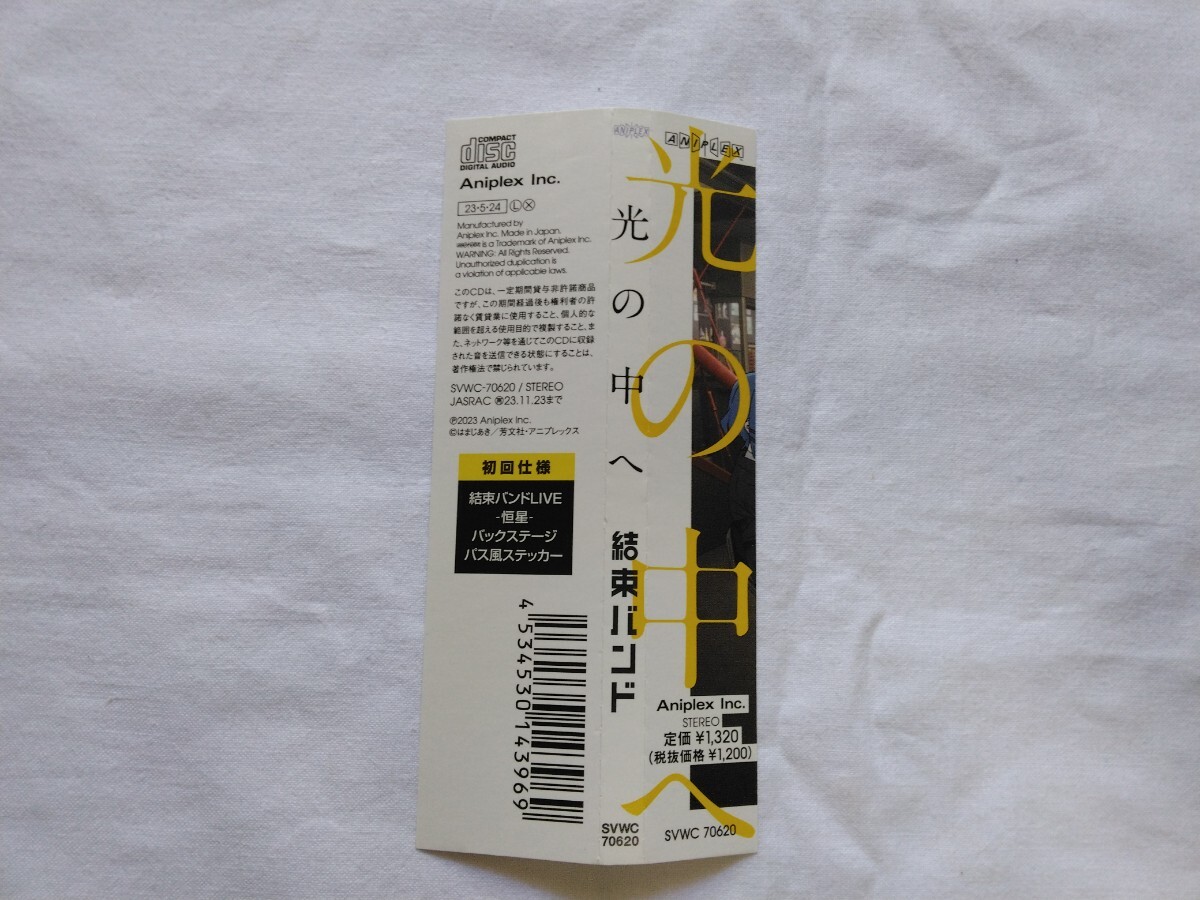 COMPACT
disc
DIGITAL AUDIO
Aniplex Inc.
23・5・24 Ⓛ Ⓧ
Manufactured by
Aniplex Inc. Made in Japan.
is a Trademark of Aniplex Inc.
WARNING: All Rights Reserved.
Unauthorized duplication is
a violation of applicable laws.
このCDは、一定期間貸与非許諾商品
ですが、この期間経過後も権利者の許
諾なく賃貸業に使用すること、個人的な
範囲を超える使用目的で複製すること、ま
た、ネットワーク等を通じてこのCDに収録
された音を送信できる状態にすることは、
著作権法で禁じられています。
SVWC-70620 / STEREO
JASRAC ㋹23.11.23まで
℗2023 Aniplex Inc.
©はまじあき／芳文社・アニプレックス
初回仕様
結束バンドLIVE
-恒星-
バックステージ
パス風ステッカー
4 534530 143969
ANIPLEX
光の中へ
結束バンド
SVWC
70620
ANIPLEX
光の中へ
Aniplex Inc.
STEREO
定価 ¥1,320
(税抜価格 ¥1,200)
SVWC 70620